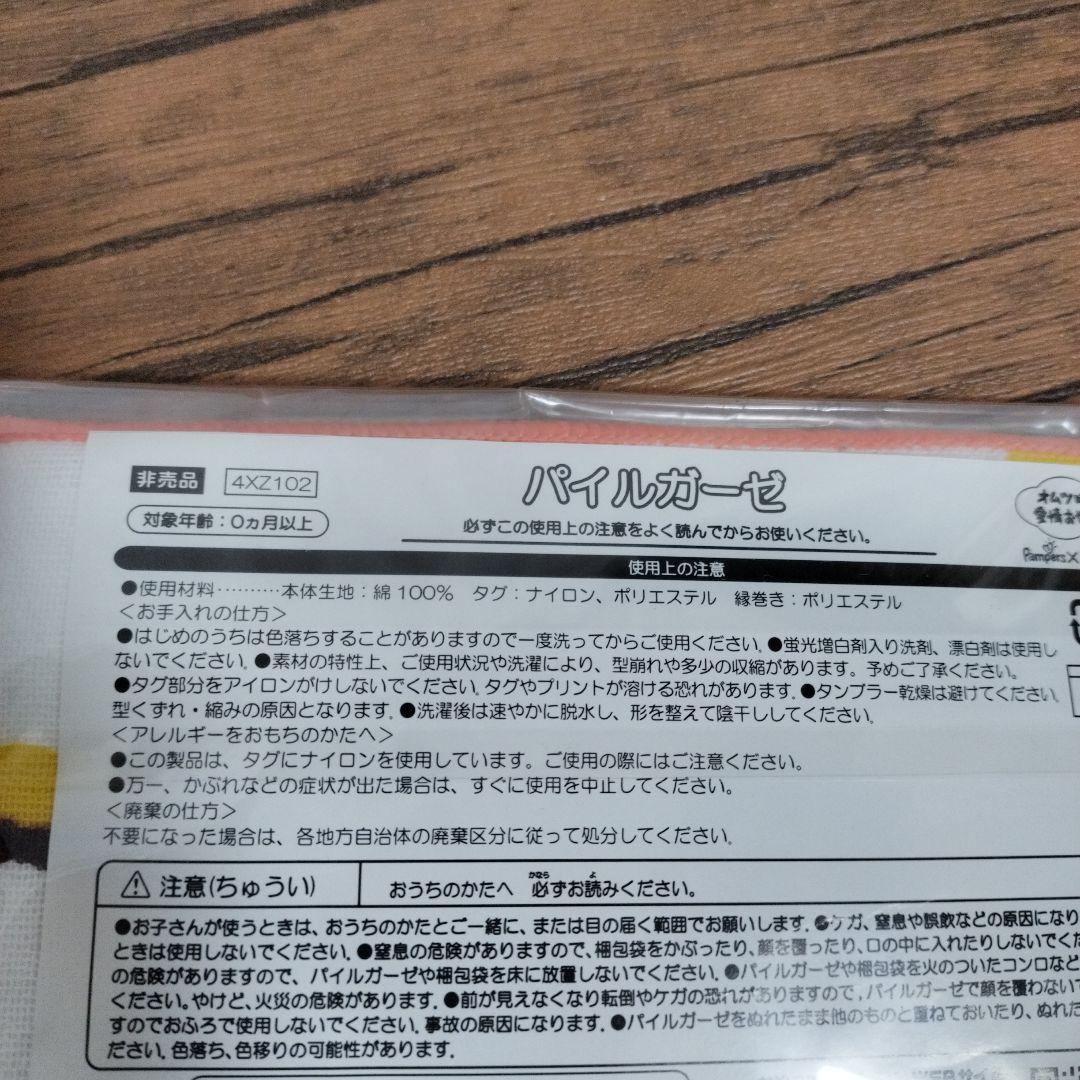 非売品 4XZ102
パイルガーゼ
対象年齢：0ヵ月以上
必ずこの使用上の注意をよく読んでからお使いください。
オムツ
愛情お
Pampers×
使用上の注意
●使用材料………本体生地：綿100% タグ：ナイロン、ポリエステル 縁巻き：ポリエステル
＜お手入れの仕方＞
●はじめのうちは色落ちすることがありますので一度洗ってからご使用ください。●蛍光増白剤入り洗剤、漂白剤は使用し
ないでください。●素材の特性上、ご使用状況や洗濯により、型崩れや多少の収縮があります。予めご了承ください。
●タグ部分をアイロンがけしないでください。タグやプリントが溶ける恐れがあります。●タンブラー乾燥は避けてください。
型くずれ・縮みの原因となります。●洗濯後は速やかに脱水し、形を整えて陰干ししてください。
＜アレルギーをおもちのかたへ＞
●この製品は、タグにナイロンを使用しています。ご使用の際にはご注意ください。
●万一、かぶれなどの症状が出た場合は、すぐに使用を中止してください。
＜廃棄の仕方＞
不要になった場合は、各地方自治体の廃棄区分に従って処分してください。
⚠ 注意(ちゅうい) おうちのかたへ 必ずお読みください。
かなら よ
●お子さんが使うときは、おうちのかたとご一緒に、または目の届く範囲でお願いします。●ケガ、窒息や誤飲などの原因になり
ときは使用しないでください。●窒息の危険がありますので、梱包袋をかぶったり、顔を覆ったり、口の中に入れたりしないでくだ
の危険がありますので、パイルガーゼや梱包袋を床に放置しないでください。●パイルガーゼや梱包袋を火のついたコンロなど
ください。やけど、火災の危険があります。●前が見えなくなり転倒やケガの恐れがありますので、パイルガーゼで顔を覆わないで
すのでおふろで使用しないでください。事故の原因になります。●パイルガーゼをぬれたまま他のものと重ねておいたり、ぬれた
ださい。色落ち、色移りの可能性があります。